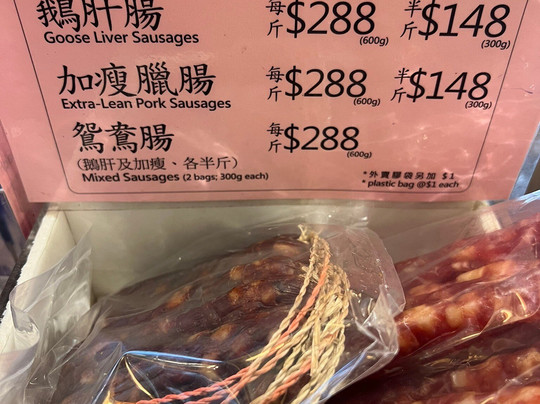 鵝肝腸 每斤$288(600g) 半斤$148(300g)
Goose Liver Sausages
加瘦臘腸 每斤$288(600g) 半斤$148(300g)
Extra-Lean Pork Sausages
鴛鴦腸 每斤$288(600g)
(鵝肝及加瘦、各半斤)
Mixed Sausages (2 bags; 300g each)
*外賣膠袋另加 $1
*plastic bag @$1 each